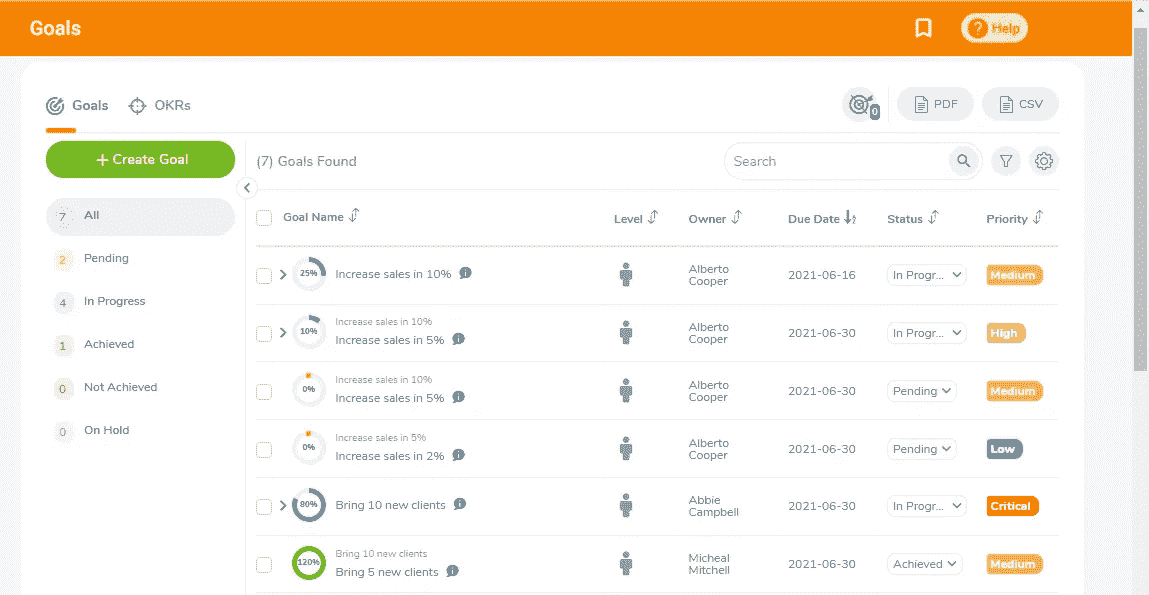 Goals
? Help
Goals
OKRs
0
PDF
CSV
+ Create Goal
(7) Goals Found
Search
7 All
2 Pending
4 In Progress
1 Achieved
0 Not Achieved
0 On Hold
Goal Name
Level
Owner
Due Date
Status
Priority
25%
Increase sales in 10%
Alberto
Cooper
2021-06-16
In Progr...
Medium
10%
Increase sales in 10%
Increase sales in 5%
Alberto
Cooper
2021-06-30
In Progr...
High
0%
Increase sales in 10%
Increase sales in 5%
Alberto
Cooper
2021-06-30
Pending
Medium
0%
Increase sales in 5%
Increase sales in 2%
Alberto
Cooper
2021-06-30
Pending
Low
80%
Bring 10 new clients
Abbie
Campbell
2021-06-30
In Progr...
Critical
120%
Bring 10 new clients
Bring 5 new clients
Micheal
Mitchell
2021-06-30
Achieved
Medium